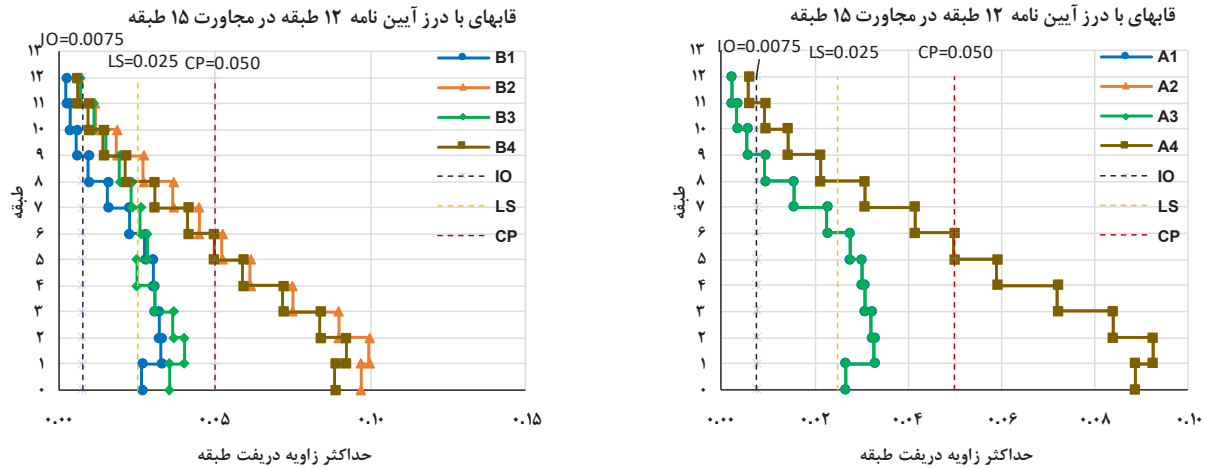 قابهای با درز آیین نامه ۱۲ طبقه در مجاورت ۱۵ طبقه
IO=0.0075
LS=0.025
CP=0.050
۱۳
۱۲
۱۱
۱۰
۹
۸
۷
۶
۵
۴
۳
۲
۱
۰
طبقه
B1
B2
B3
B4
IO
LS
CP
۰.۰۰
۰.۰۵
۰.۱۰
۰.۱۵
حداکثر زاویه دریفت طبقه
قابهای با درز آیین نامه ۱۲ طبقه در مجاورت ۱۵ طبقه
IO=0.0075
LS=0.025
CP=0.050
۱۳
۱۲
۱۱
۱۰
۹
۸
۷
۶
۵
۴
۳
۲
۱
۰
طبقه
A1
A2
A3
A4
IO
LS
CP
۰.۰۰
۰.۰۲
۰.۰۴
۰.۰۶
۰.۰۸
۰.۱۰
حداکثر زاویه دریفت طبقه